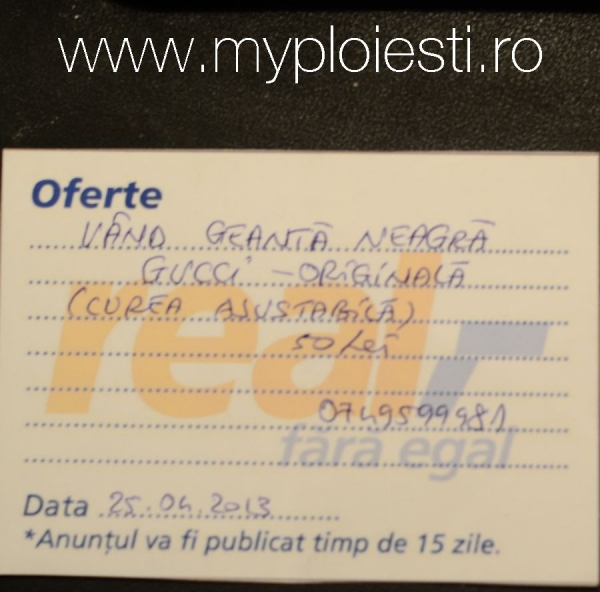 www.myploiesti.ro
Oferte
VÂND GEANTĂ NEAGRĂ
GUCCI - ORIGINALĂ
(CUREA AJUSTABILĂ)
50 Lei
real,-
0749599981
fără egal
Data 25.04.2013
*Anunțul va fi publicat timp de 15 zile.